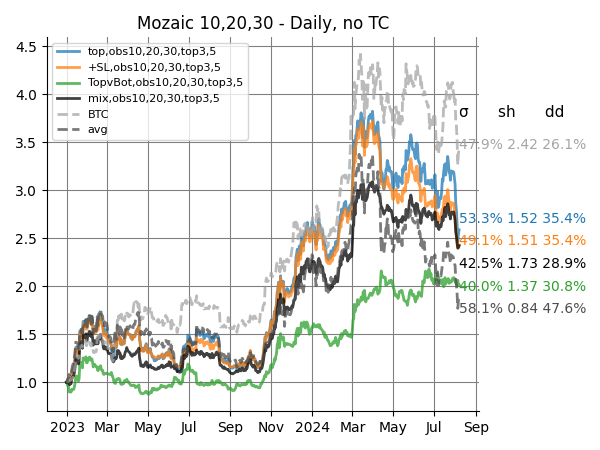 Mozaic 10,20,30 - Daily, no TC
top,obs10,20,30,top3,5
+SL,obs10,20,30,top3,5
TopvBot,obs10,20,30,top3,5
mix,obs10,20,30,top3,5
BTC
avg
σ sh dd
47.9% 2.42 26.1%
53.3% 1.52 35.4%
49.1% 1.51 35.4%
42.5% 1.73 28.9%
40.0% 1.37 30.8%
58.1% 0.84 47.6%
4.5
4.0
3.5
3.0
2.5
2.0
1.5
1.0
2023 Mar May Jul Sep Nov 2024 Mar May Jul Sep